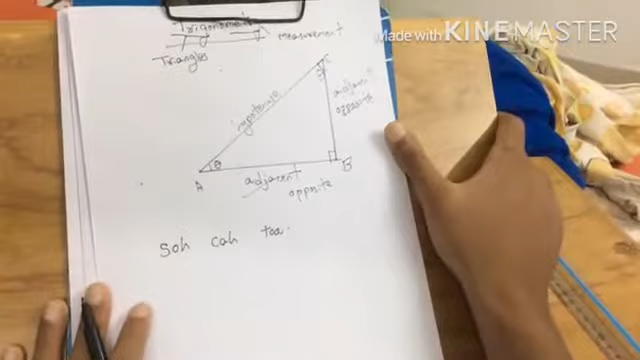 Made with KINEMASTER
Trigonometry
measurement
Triangles
C
hypotenuse
adjacent
opposite
θ
A
B
adjacent
opposite
Soh cah toa